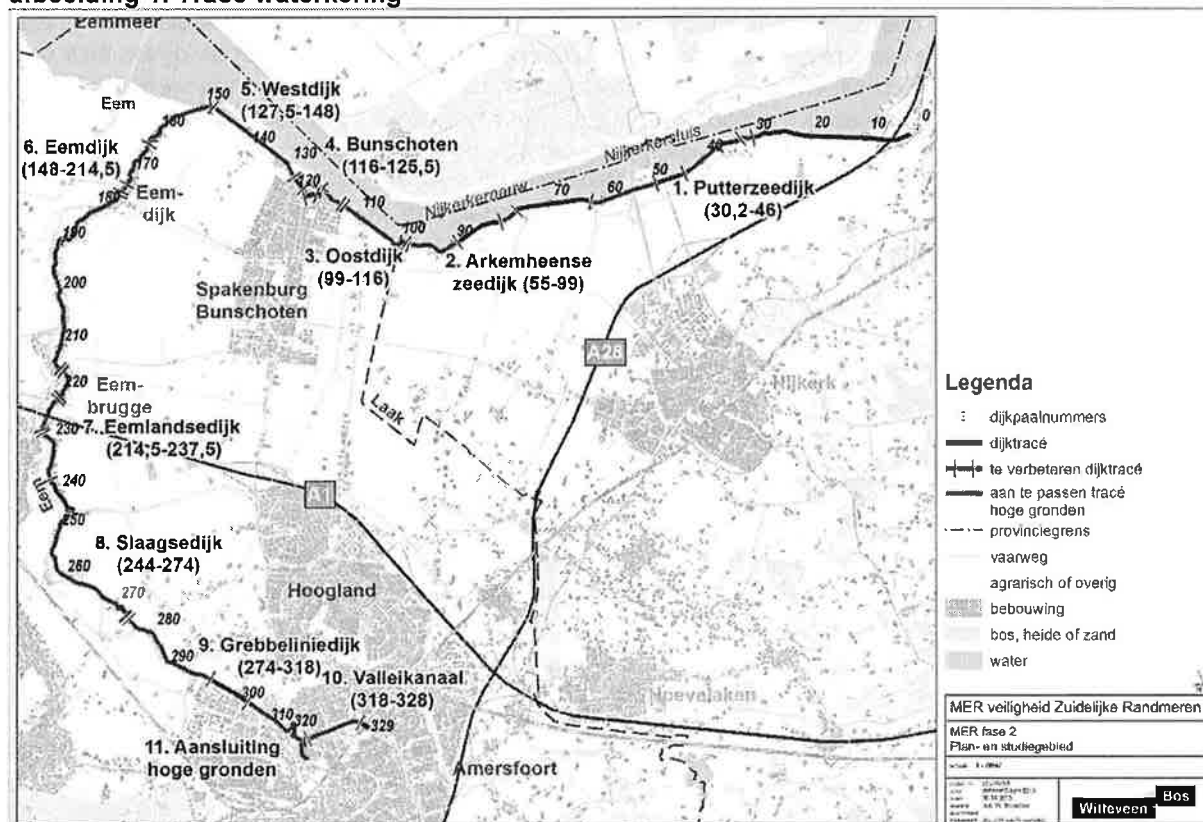 afbeelding 1. Tracé waterkering
Eemmeer
Eem
150
5. Westdijk
(127,5-148)
160
140
6. Eemdijk
(148-214,5)
170
130
4. Bunschoten
(116-125,5)
Nijkerkersluis
40
30
20
10
0
180
Eem-
dijk
120
110
Nijkernauw
70
60
50
1. Putterzeedijk
(30,2-46)
190
100
90
3. Oostdijk
(99-116)
2. Arkemheense
zeedijk (55-99)
200
Spakenburg
Bunschoten
210
A28
Nijkerk
220
Eem-
brugge
Laak
230
7. Eemlandsedijk
(214,5-237,5)
240
Eem
A1
250
8. Slaagsedijk
(244-274)
260
270
Hoogland
280
290
9. Grebbeliniedijk
(274-318)
300
10. Valleikanaal
(318-328)
Hoevelaken
310
320
329
11. Aansluiting
hoge gronden
Amersfoort
Legenda
dijkpaalnummers
dijktracé
te verbeteren dijktracé
aan te passen tracé
hoge gronden
provinciegrens
vaarweg
agrarisch of overig
bebouwing
bos, heide of zand
water
MER veiligheid Zuidelijke Randmeren
MER fase 2
Plan- en studiegebied
Witteveen + Bos